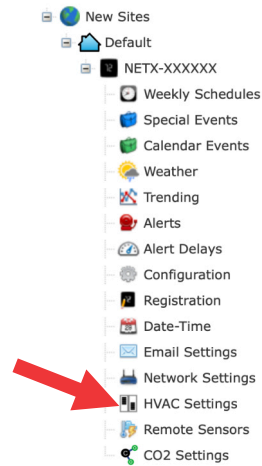 New Sites
Default
NETX-XXXXXX
Weekly Schedules
Special Events
Calendar Events
Weather
Trending
Alerts
Alert Delays
Configuration
Registration
Date-Time
Email Settings
Network Settings
HVAC Settings
Remote Sensors
CO2 Settings